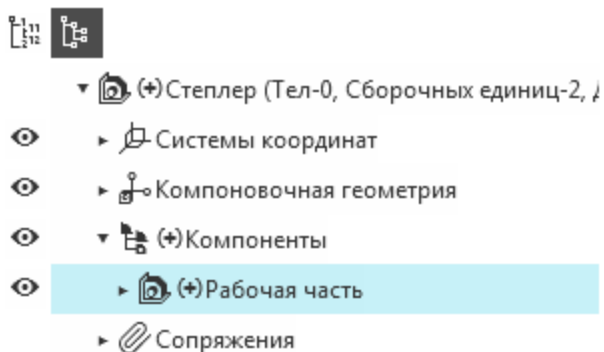 (+)Степлер (Тел-0, Сборочных единиц-2,
Системы координат
Компоновочная геометрия
(+)Компоненты
(+)Рабочая часть
Сопряжения